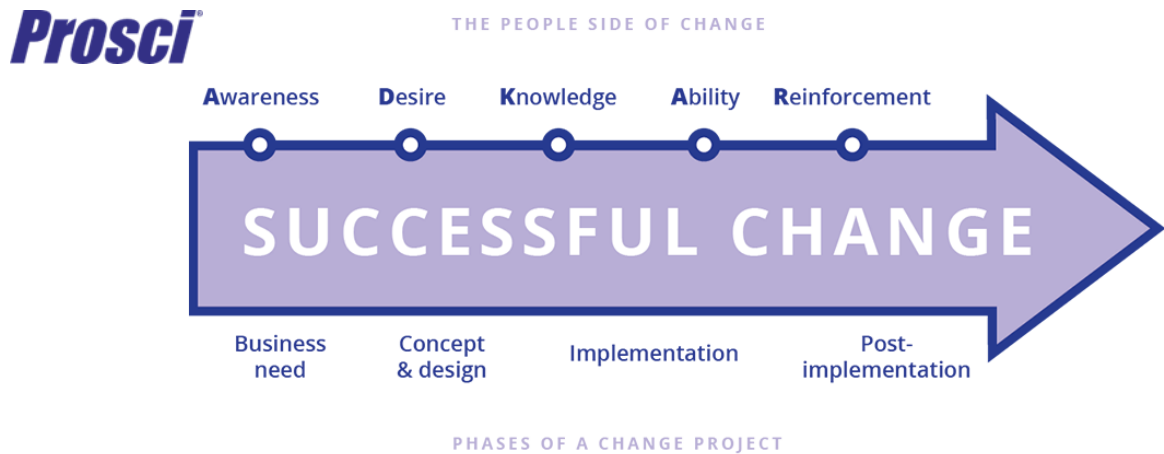 Prosci®
THE PEOPLE SIDE OF CHANGE
Awareness Desire Knowledge Ability Reinforcement
SUCCESSFUL CHANGE
Business need
Concept & design
Implementation
Post-implementation
PHASES OF A CHANGE PROJECT